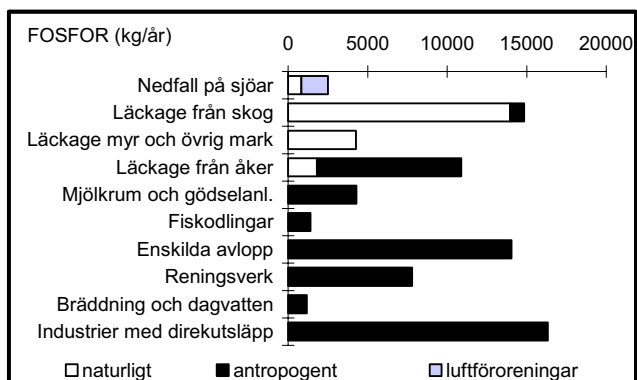 FOSFOR (kg/år)
0 5000 10000 15000 20000
Nedfall på sjöar
Läckage från skog
Läckage myr och övrig mark
Läckage från åker
Mjölkrum och gödselanl.
Fiskodlingar
Enskilda avlopp
Reningsverk
Bräddning och dagvatten
Industrier med direkutsläpp
naturligt antropogent luftföroreningar